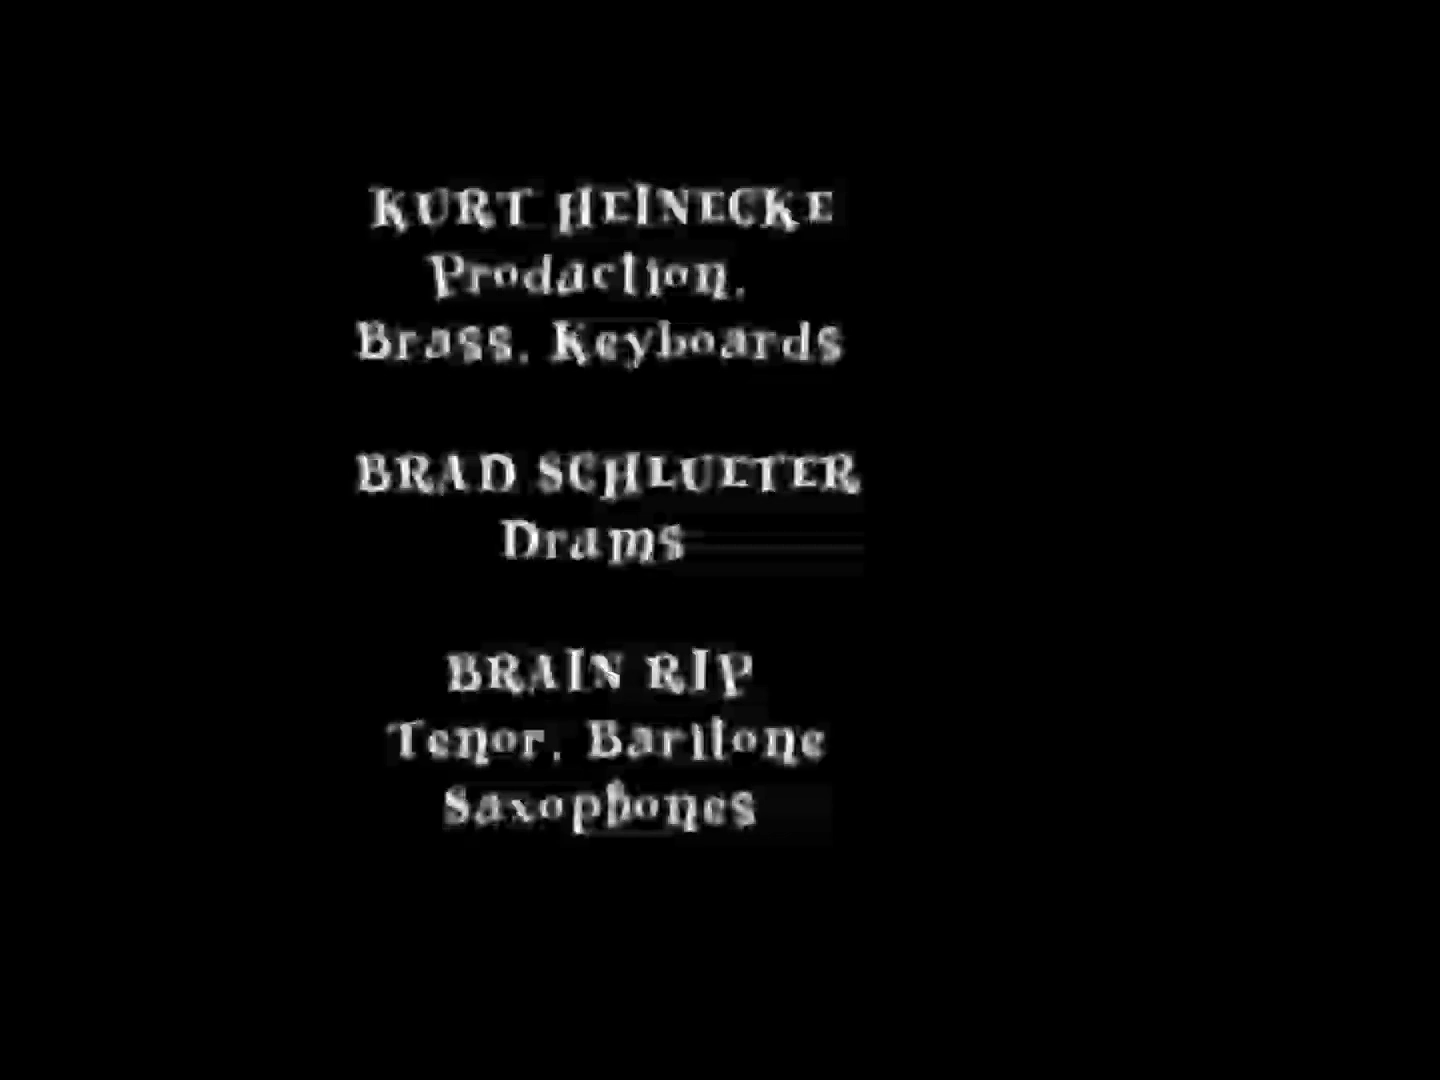 KURT HEINECKE
Production,
Brass, Keyboards
BRAD SCHLUETER
Drums
BRAIN RIP
Tenor, Baritone
Saxophones